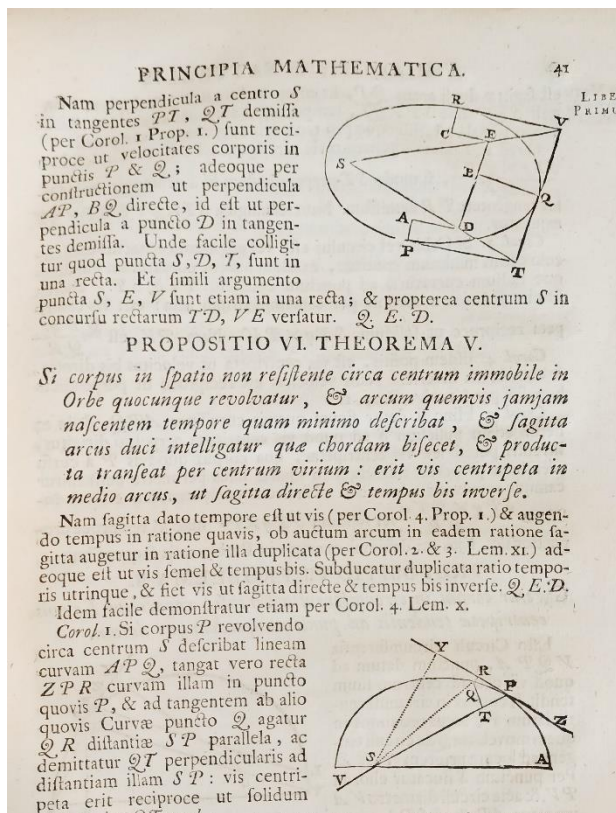 PRINCIPIA MATHEMATICA. 41
LIBE
PRIMU
Nam perpendicula a centro S
in tangentes PT, QT demiſſa
(per Corol. 1 Prop. 1.) ſunt reci-
proce ut velocitates corporis in
punctis P & Q; adeoque per
conſtructionem ut perpendicula
AP, BQ directe, id eſt ut per-
pendicula a puncto D in tangen-
tes demiſſa. Unde facile colligi-
tur quod puncta S, D, T, ſunt in
una recta. Et ſimili argumento
puncta S, E, V ſunt etiam in una recta; & propterea centrum S in
concurſu rectarum TD, VE verſatur. Q. E. D.
R
C
E
V
S
B
Q
A
D
P
T
PROPOSITIO VI. THEOREMA V.
Si corpus in ſpatio non reſiſtente circa centrum immobile in
Orbe quocunque revolvatur, & arcum quemvis jamjam
naſcentem tempore quam minimo deſcribat, & ſagitta
arcus duci intelligatur quæ chordam biſecet, & produc-
ta tranſeat per centrum virium: erit vis centripeta in
medio arcus, ut ſagitta directe & tempus bis inverſe.
Nam ſagitta dato tempore eſt ut vis (per Corol. 4. Prop. 1.) & augen-
do tempus in ratione quavis, ob auctum arcum in eadem ratione ſa-
gitta augetur in ratione illa duplicata (per Corol. 2. & 3. Lem. XI.) ad-
eoque eſt ut vis ſemel & tempus bis. Subducatur duplicata ratio tempo-
ris utrinque, & fiet vis ut ſagitta directe & tempus bis inverſe. Q. E. D.
Idem facile demonſtratur etiam per Corol. 4. Lem. X.
Corol. 1. Si corpus P revolvendo
circa centrum S deſcribat lineam
curvam APQ, tangat vero recta
ZPR curvam illam in puncto
quovis P, & ad tangentem ab alio
quovis Curvæ puncto Q agatur
QR diſtantiæ SP parallela, ac
demittatur QT perpendicularis ad
diſtantiam illam SP: vis centri-
peta erit reciproce ut ſolidum
Y
R
Q
P
T
Z
S
V
A